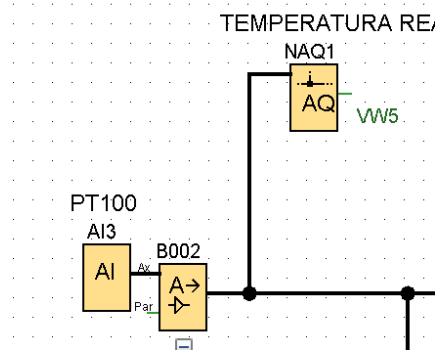 TEMPERATURA REA
NAQ1
AQ
VW5
PT100
AI3
B002
AI
Ax
A→
Par